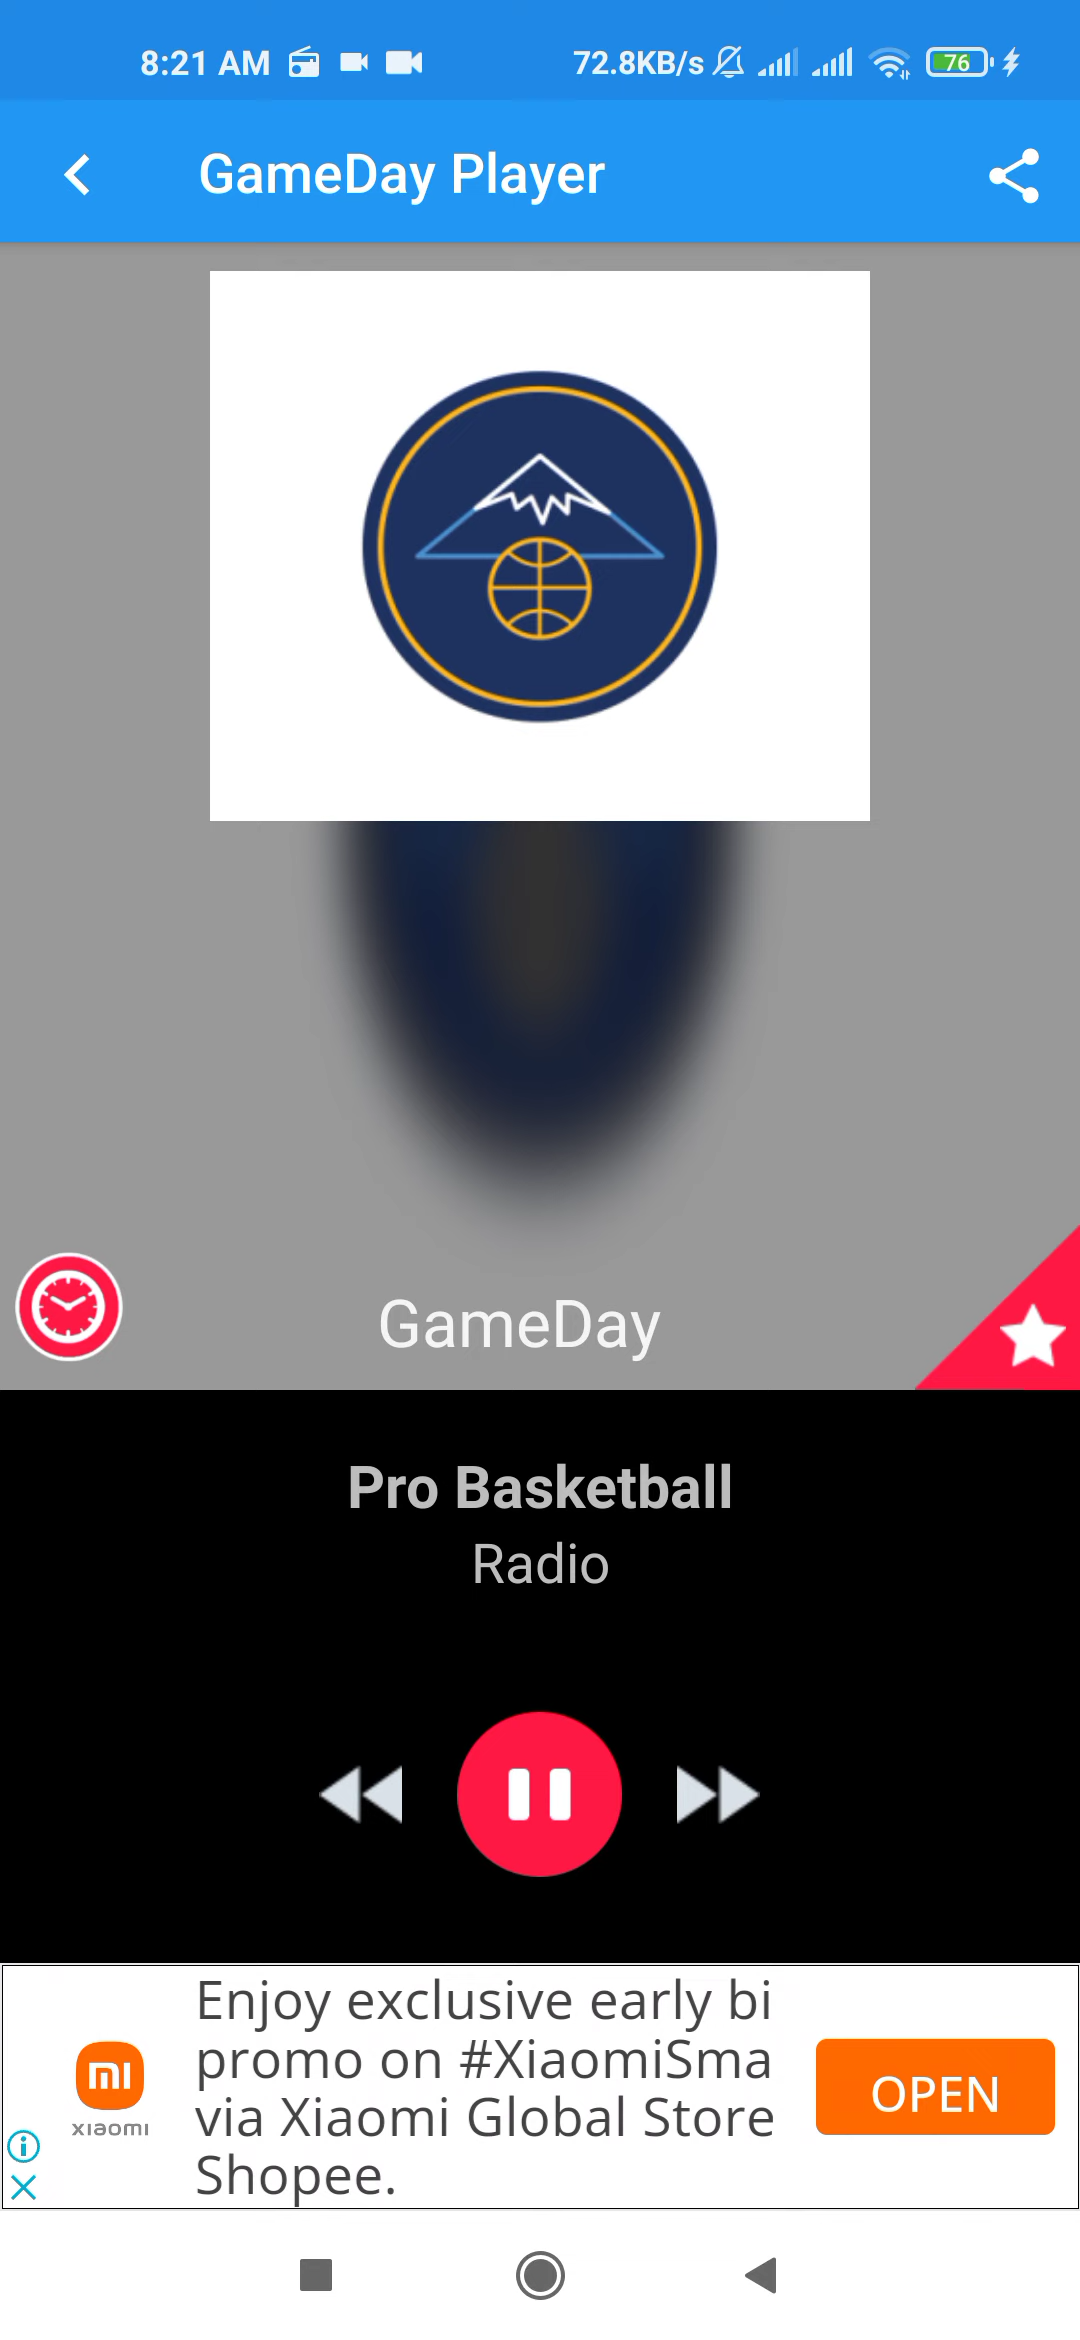 8:21 AM 72.8KB/s 76
GameDay Player
GameDay
Pro Basketball
Radio
Enjoy exclusive early bi
promo on #XiaomiSma
via Xiaomi Global Store
Shopee.
xiaomi
OPEN